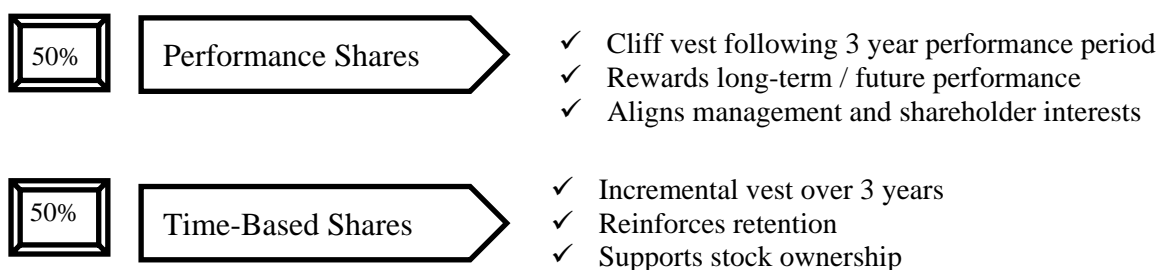 50%
Performance Shares
✓ Cliff vest following 3 year performance period
✓ Rewards long-term / future performance
✓ Aligns management and shareholder interests
50%
Time-Based Shares
✓ Incremental vest over 3 years
✓ Reinforces retention
✓ Supports stock ownership